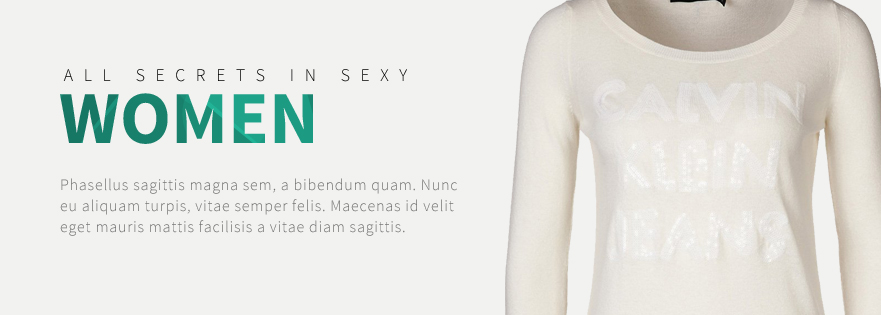 ALL SECRETS IN SEXY
WOMEN
Phasellus sagittis magna sem, a bibendum quam. Nunc
eu aliquam turpis, vitae semper felis. Maecenas id velit
eget mauris mattis facilisis a vitae diam sagittis.
CALVIN
KLEIN
JEANS